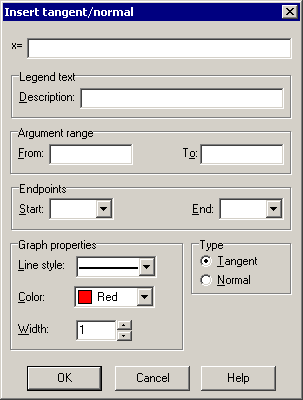 Insert tangent/normal
x=
Legend text
Description:
Argument range
From: To:
Endpoints
Start: End:
Graph properties Type
Line style: Tangent
Color: Red Normal
Width: 1
OK Cancel Help